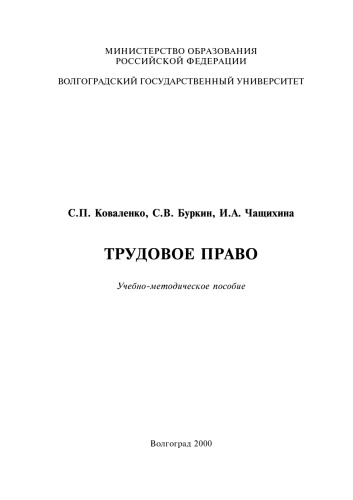 МИНИСТЕРСТВО ОБРАЗОВАНИЯ
РОССИЙСКОЙ ФЕДЕРАЦИИ
ВОЛГОГРАДСКИЙ ГОСУДАРСТВЕННЫЙ УНИВЕРСИТЕТ
С.П. Коваленко, С.В. Буркин, И.А. Чащихина
ТРУДОВОЕ ПРАВО
Учебно-методическое пособие
Волгоград 2000